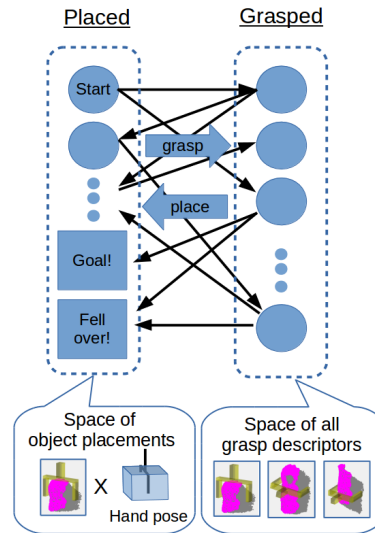 Placed
Grasped
Start
grasp
place
Goal!
Fell
over!
Space of
object placements
X
Hand pose
Space of all
grasp descriptors